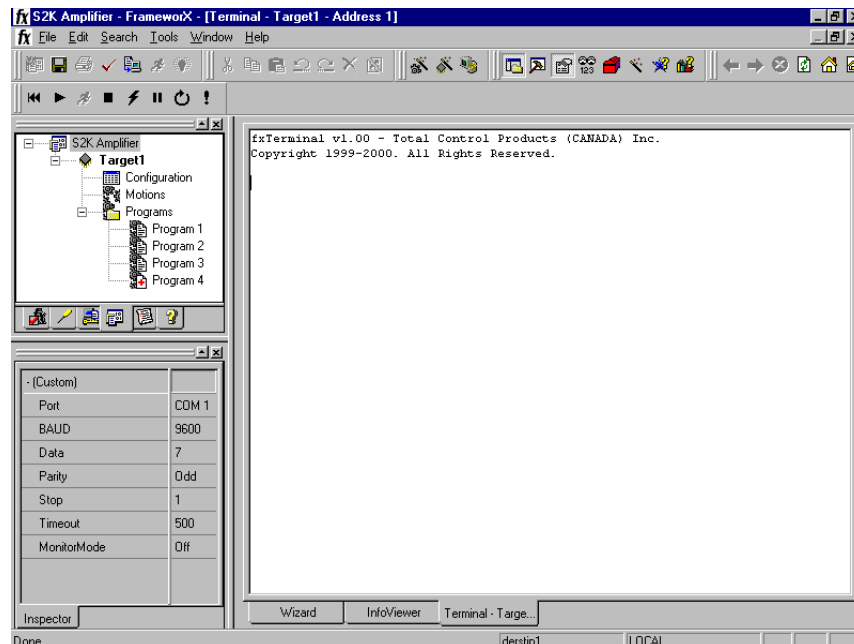 fx S2K Amplifier - FrameworX - [Terminal - Target1 - Address 1]
fx File Edit Search Tools Window Help
123
S2K Amplifier
Target1
Configuration
Motions
Programs
Program 1
Program 2
Program 3
Program 4
- (Custom)
Port COM 1
BAUD 9600
Data 7
Parity Odd
Stop 1
Timeout 500
MonitorMode Off
Inspector
fxTerminal v1.00 - Total Control Products (CANADA) Inc.
Copyright 1999-2000. All Rights Reserved.
Wizard InfoViewer Terminal - Targe...
Done derstin1 LOCAL